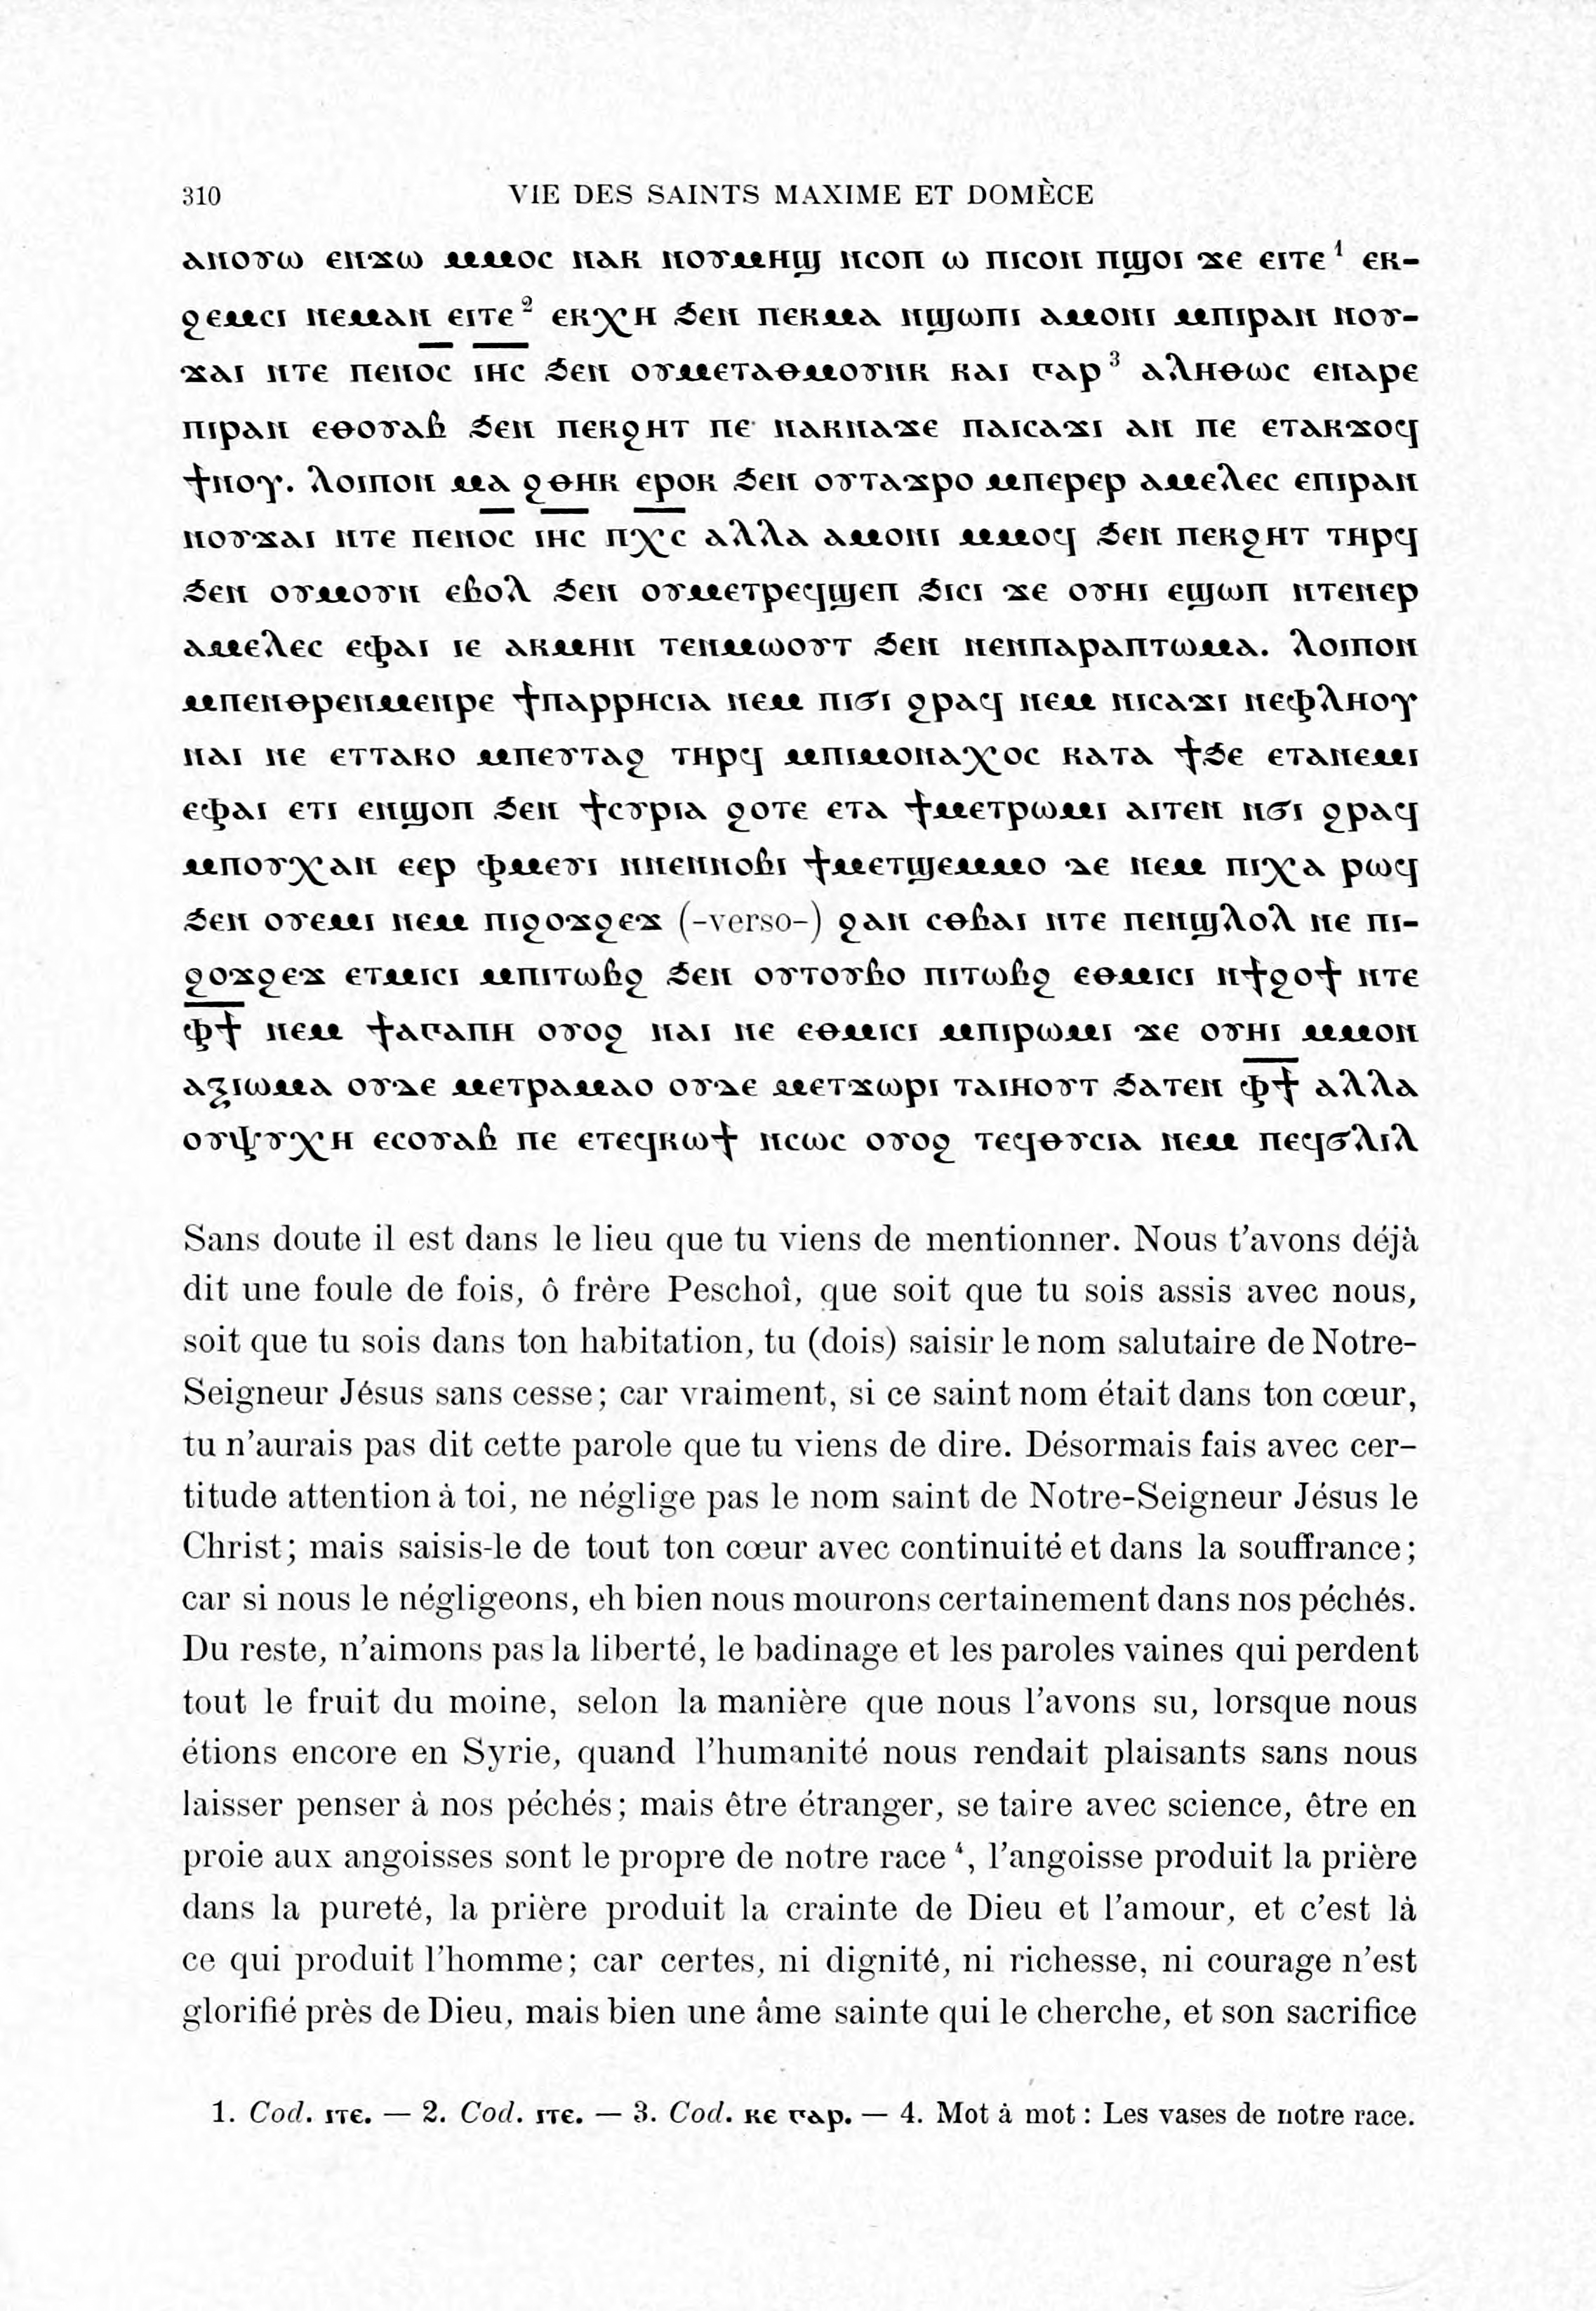 310 VIE DES SAINTS MAXIME ET DOMÈCE
ⲁⲛⲟⲩⲱ ⲉⲛϫⲱ ⲙⲙⲟⲥ ⲛⲁⲕ ⲛⲟⲩⲙⲏϣ ⲛⲥⲟⲡ ⲱ ⲡⲓⲥⲟⲛ ⲡϣⲟⲓ ϫⲉ ⲉⲓⲧⲉ ¹ ⲉⲕ-
ϩⲉⲙⲥⲓ ⲛⲉⲙⲁⲛ ⲉⲓⲧⲉ ² ⲉⲕⲭⲏ ϧⲉⲛ ⲡⲉⲕⲙⲁ ⲛϣⲱⲡⲓ ⲁⲙⲟⲛⲓ ⲙⲡⲓⲣⲁⲛ ⲛⲟⲩ-
ϫⲁⲓ ⲛⲧⲉ ⲡⲉⲛⲟ̅ⲥ̅ ⲓ̅ⲏ̅ⲥ̅ ϧⲉⲛ ⲟⲩⲙⲉⲧⲁⲑⲙⲟⲩⲛⲕ ⲕⲁⲓ ⲅⲁⲣ ³ ⲁⲗⲏⲑⲱⲥ ⲉⲛⲁⲣⲉ
ⲡⲓⲣⲁⲛ ⲉⲑⲟⲩⲁⲃ ϧⲉⲛ ⲡⲉⲕϩⲏⲧ ⲡⲉ ⲛⲁⲕⲛⲁϫⲉ ⲡⲁⲓⲥⲁϫⲓ ⲁⲛ ⲡⲉ ⲉⲧⲁⲕϫⲟϥ
ϯⲛⲟⲩ. ⲗⲟⲓⲡⲟⲛ ⲙⲁ ϩⲑⲏⲕ ⲉⲣⲟⲕ ϧⲉⲛ ⲟⲩⲧⲁϫⲣⲟ ⲙⲡⲉⲣⲉⲣ ⲁⲙⲉⲗⲉⲥ ⲉⲡⲓⲣⲁⲛ
ⲛⲟⲩϫⲁⲓ ⲛⲧⲉ ⲡⲉⲛⲟ̅ⲥ̅ ⲓ̅ⲏ̅ⲥ̅ ⲡ̅ⲭ̅ⲥ̅ ⲁⲗⲗⲁ ⲁⲙⲟⲛⲓ ⲙⲙⲟϥ ϧⲉⲛ ⲡⲉⲕϩⲏⲧ ⲧⲏⲣϥ
ϧⲉⲛ ⲟⲩⲙⲟⲩⲛ ⲉⲃⲟⲗ ϧⲉⲛ ⲟⲩⲙⲉⲧⲣⲉϥϣⲉⲡ ϧⲓⲥⲓ ϫⲉ ⲟⲩⲏⲓ ⲉϣⲱⲡ ⲛⲧⲉⲛⲉⲣ
ⲁⲙⲉⲗⲉⲥ ⲉⲫⲁⲓ ⲓⲉ ⲁⲕⲙⲏⲛ ⲧⲉⲛⲙⲱⲟⲩⲧ ϧⲉⲛ ⲛⲉⲛⲡⲁⲣⲁⲡⲧⲱⲙⲁ. ⲗⲟⲓⲡⲟⲛ
ⲙⲡⲉⲛⲑⲣⲉⲛⲙⲉⲛⲣⲉ ϯⲡⲁⲣⲣⲏⲥⲓⲁ ⲛⲉⲙ ⲡⲓϭⲓ ϩⲣⲁϥ ⲛⲉⲙ ⲛⲓⲥⲁϫⲓ ⲛⲉⲫⲗⲏⲟⲩ
ⲛⲁⲓ ⲛⲉ ⲉⲧⲧⲁⲕⲟ ⲙⲡⲉⲩⲧⲁϩ ⲧⲏⲣϥ ⲙⲡⲓⲙⲟⲛⲁⲭⲟⲥ ⲕⲁⲧⲁ ϯϧⲉ ⲉⲧⲁⲛⲉⲙⲓ
ⲉⲫⲁⲓ ⲉⲧⲓ ⲉⲛϣⲟⲡ ϧⲉⲛ ϯⲥⲩⲣⲓⲁ ϩⲟⲧⲉ ⲉⲧⲁ ϯⲙⲉⲧⲣⲱⲙⲓ ⲁⲓⲧⲉⲛ ⲛϭⲓ ϩⲣⲁϥ
ⲙⲡⲟⲩⲭⲁⲛ ⲉⲉⲣ ⲫⲙⲉⲩⲓ ⲛⲛⲉⲛⲛⲟⲃⲓ ϯⲙⲉⲧϣⲉⲙⲙⲟ ⲇⲉ ⲛⲉⲙ ⲡⲓⲭⲁ ⲣⲱϥ
ϧⲉⲛ ⲟⲩⲉⲙⲓ ⲛⲉⲙ ⲡⲓϩⲟϫϩⲉϫ (-verso-) ϩⲁⲛ ⲥⲑⲃⲁⲓ ⲛⲧⲉ ⲡⲉⲛϣⲗⲟⲗ ⲛⲉ ⲡⲓ-
ϩⲟϫϩⲉϫ ⲉⲧⲙⲓⲥⲓ ⲙⲡⲓⲧⲱⲃϩ ϧⲉⲛ ⲟⲩⲧⲟⲩⲃⲟ ⲡⲓⲧⲱⲃϩ ⲉⲑⲙⲓⲥⲓ ⲛϯϩⲟϯ ⲛⲧⲉ
ⲫ̅ϯ̅ ⲛⲉⲙ ϯⲁⲅⲁⲡⲏ ⲟⲩⲟϩ ⲛⲁⲓ ⲛⲉ ⲉⲑⲙⲓⲥⲓ ⲙⲡⲓⲣⲱⲙⲓ ϫⲉ ⲟⲩⲏⲓ ⲙⲙⲟⲛ
ⲁⲝⲓⲱⲙⲁ ⲟⲩⲇⲉ ⲙⲉⲧⲣⲁⲙⲁⲟ ⲟⲩⲇⲉ ⲙⲉⲧϫⲱⲣⲓ ⲧⲁⲓⲏⲟⲩⲧ ϧⲁⲧⲉⲛ ⲫ̅ϯ̅ ⲁⲗⲗⲁ
ⲟⲩⲯⲩⲭⲏ ⲉⲥⲟⲩⲁⲃ ⲡⲉ ⲉⲧⲉϥⲕⲱϯ ⲛⲥⲱⲥ ⲟⲩⲟϩ ⲧⲉϥⲑⲩⲥⲓⲁ ⲛⲉⲙ ⲡⲉϥϭⲗⲓⲗ
Sans doute il est dans le lieu que tu viens de mentionner. Nous t'avons déjà
dit une foule de fois, ô frère Peschoî, que soit que tu sois assis avec nous,
soit que tu sois dans ton habitation, tu (dois) saisir le nom salutaire de Notre-
Seigneur Jésus sans cesse; car vraiment, si ce saint nom était dans ton cœur,
tu n'aurais pas dit cette parole que tu viens de dire. Désormais fais avec cer-
titude attention à toi, ne néglige pas le nom saint de Notre-Seigneur Jésus le
Christ; mais saisis-le de tout ton cœur avec continuité et dans la souffrance;
car si nous le négligeons, eh bien nous mourons certainement dans nos péchés.
Du reste, n'aimons pas la liberté, le badinage et les paroles vaines qui perdent
tout le fruit du moine, selon la manière que nous l'avons su, lorsque nous
étions encore en Syrie, quand l'humanité nous rendait plaisants sans nous
laisser penser à nos péchés; mais être étranger, se taire avec science, être en
proie aux angoisses sont le propre de notre race ⁴, l'angoisse produit la prière
dans la pureté, la prière produit la crainte de Dieu et l'amour, et c'est là
ce qui produit l'homme; car certes, ni dignité, ni richesse, ni courage n'est
glorifié près de Dieu, mais bien une âme sainte qui le cherche, et son sacrifice
1. Cod. ⲓⲧⲉ. — 2. Cod. ⲓⲧⲉ. — 3. Cod. ⲕⲉ ⲅⲁⲣ. — 4. Mot à mot : Les vases de notre race.